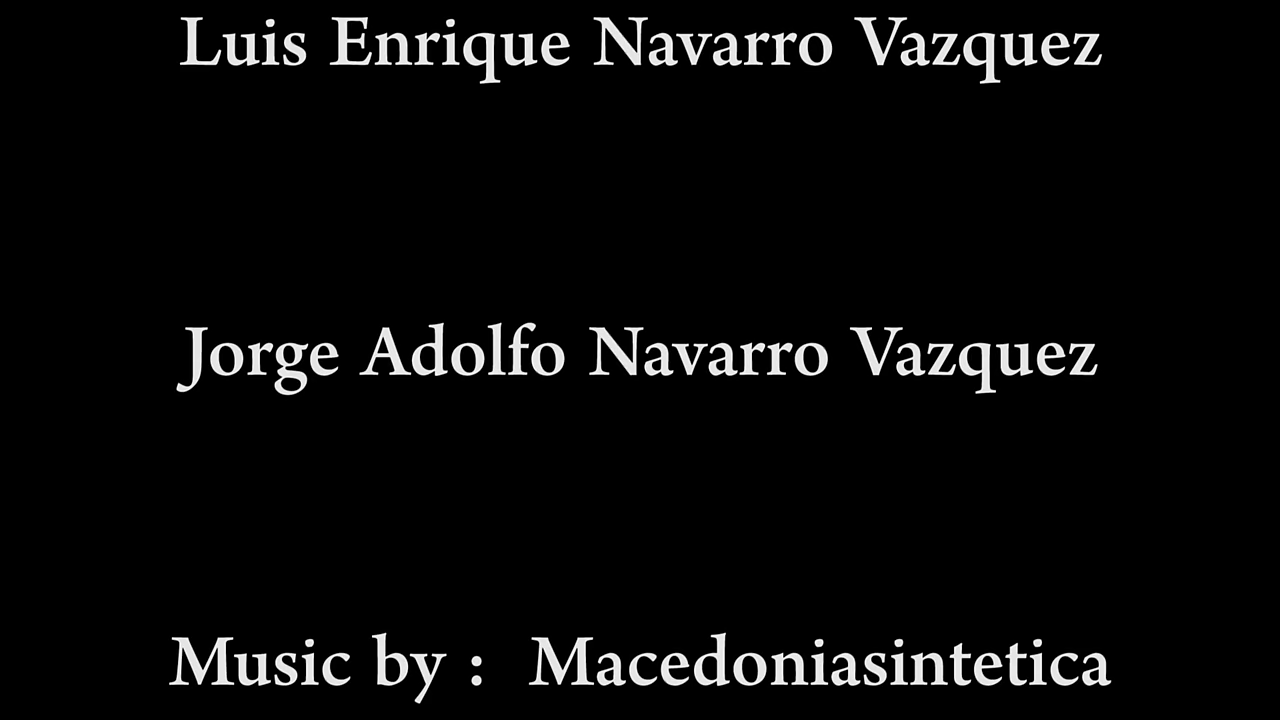 Luis Enrique Navarro Vazquez
Jorge Adolfo Navarro Vazquez
Music by :  Macedoniasintetica